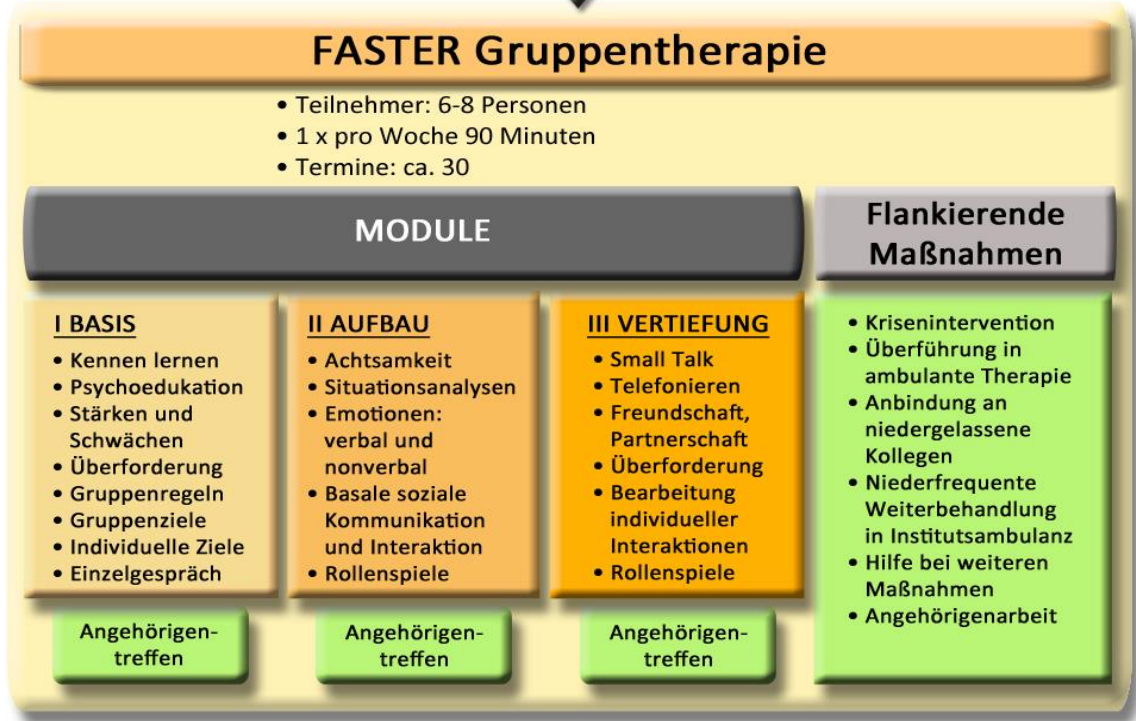 FASTER Gruppentherapie
• Teilnehmer: 6-8 Personen
• 1 x pro Woche 90 Minuten
• Termine: ca. 30
MODULE
Flankierende
Maßnahmen
I BASIS
• Kennen lernen
• Psychoedukation
• Stärken und
Schwächen
• Überforderung
• Gruppenregeln
• Gruppenziele
• Individuelle Ziele
• Einzelgespräch
II AUFBAU
• Achtsamkeit
• Situationsanalysen
• Emotionen:
verbal und
nonverbal
• Basale soziale
Kommunikation
und Interaktion
• Rollenspiele
III VERTIEFUNG
• Small Talk
• Telefonieren
• Freundschaft,
Partnerschaft
• Überforderung
• Bearbeitung
individueller
Interaktionen
• Rollenspiele
• Krisenintervention
• Überführung in
ambulante Therapie
• Anbindung an
niedergelassene
Kollegen
• Niederfrequente
Weiterbehandlung
in Institutsambulanz
• Hilfe bei weiteren
Maßnahmen
• Angehörigenarbeit
Angehörigen-
treffen
Angehörigen-
treffen
Angehörigen-
treffen